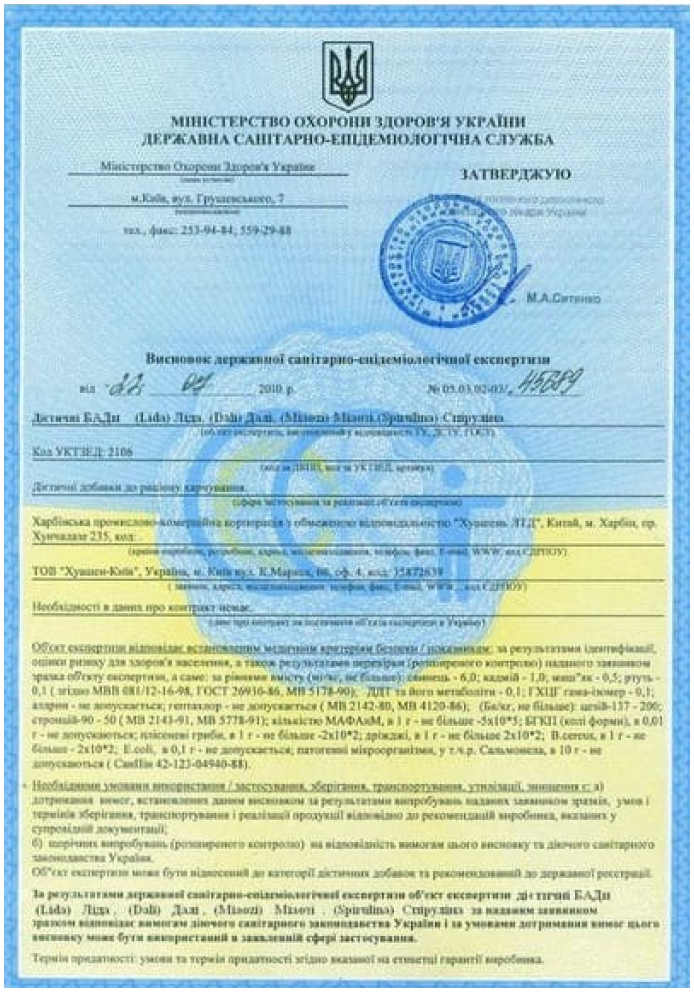 МІНІСТЕРСТВО ОХОРОНИ ЗДОРОВ'Я УКРАЇНИ
ДЕРЖАВНА САНІТАРНО-ЕПІДЕМІОЛОГІЧНА СЛУЖБА
Міністерство Охорони Здоров'я України
м.Київ, вул. Грушевського, 7
тел., факс: 253-94-84; 559-29-88
ЗАТВЕРДЖУЮ
лікаря України
М.А.Ситенко
Висновок державної санітарно-епідеміологічної експертизи
від "22" 07 2010 р. № 05.03.02-03/ 45689
Дієтичні БАДи (Lida) Ліда, (Dali) Далі, (Мізоці) Мізоті,(Spirulina) Спіруліна
(об'єкт експертизи, виготовлений у відповідності ТУ, ДСТУ, ГОСТ)
Код УКТЗЕД: 2106
(код за ДКПП, код за УКТЗЕД, артикул)
Дієтичні добавки до раціону харчування.
(сфера застосування та реалізації об'єкта експертизи)
Харбінська промислово-комерційна корпорація з обмеженою відповідальністю "Хуашень ЛТД", Китай, м. Харбін, пр.
Хунчалазе 235, код:
(країна-виробник, розробник, адреса, місцезнаходження, телефон, факс, E-mail, WWW, код ЄДРПОУ)
ТОВ "Хуашен-Київ", Україна, м. Київ вул. К.Маркса, 66, оф. 4, код: 35872639
( заявник, адреса, місцезнаходження, телефон, факс, E-mail, WWW, код ЄДРПОУ)
Необхідності в даних про контракт немає.
(дані про контракт на постачання об'єкта експертизи в Україну)
Об'єкт експертизи відповідає встановленим медичним критеріям безпеки / показникам: за результатами ідентифікації,
оцінки ризику для здоров'я населення, а також результатами перевірки (розширеного контролю) наданого заявником
зразка об'єкту експертизи, а саме: за рівнями вмісту (мг/кг, не більше): свинець - 6,0; кадмій - 1,0, миш'як - 0,5; ртуть -
0,1 ( згідно МВВ 081/12-16-98, ГОСТ 26930-86, МВ 5178-90); ДДТ та його метаболіти - 0,1; ГХЦГ гама-ізомер - 0,1;
алдрин - не допускається; гептахлор - не допускається ( МВ 2142-80, МВ 4120-86); (Бк/кг, не більше): цезій-137 - 200;
стронцій-90 - 50 ( МВ 2143-91, МВ 5778-91); кількістю МАФАнМ, в 1 г - не більше -5х10*5; БГКП (колі форми), в 0,01
г - не допускаються; плісеневі гриби, в 1 г - не більше -2х10*2; дріжджі, в 1 г - не більше 2х10*2; B.cereus, в 1 г - не
більше - 2х10*2; E.coli, в 0,1 г - не допускається; патогенні мікроорганізми, у т.ч.р. Сальмонела, в 10 г - не
допускаються ( СанПін 42-123-04940-88).
Необхідними умовами використання / застосування, зберігання, транспортування, утилізації, знищення є: а)
дотримання вимог, встановлених даним висновком за результатами випробувань наданих заявником зразків, умов і
термінів зберігання, транспортування і реалізації продукції відповідно до рекомендацій виробника, вказаних у
супровідній документації;
б) щорічних випробувань (розширеного контролю) на відповідність вимогам цього висновку та діючого санітарного
законодавства України.
Об"єкт експертизи може бути віднесений до категорії дієтичних добавок та рекомендований до державної реєстрації.
За результатами державної санітарно-епідеміологічної експертизи об'єкт експертизи дієтичні БАДи
(Lida) Ліда , (Dali) Далі , (Мізоці) Мізоті , (Spirulina) Спіруліна за наданим заявником
зразком відповідає вимогам діючого санітарного законодавства України і за умовами дотримання вимог цього
висновку може бути використаний в заявленій сфері застосування.
Термін придатності: умови та термін придатності згідно вказаної на етикетці гарантії виробника.